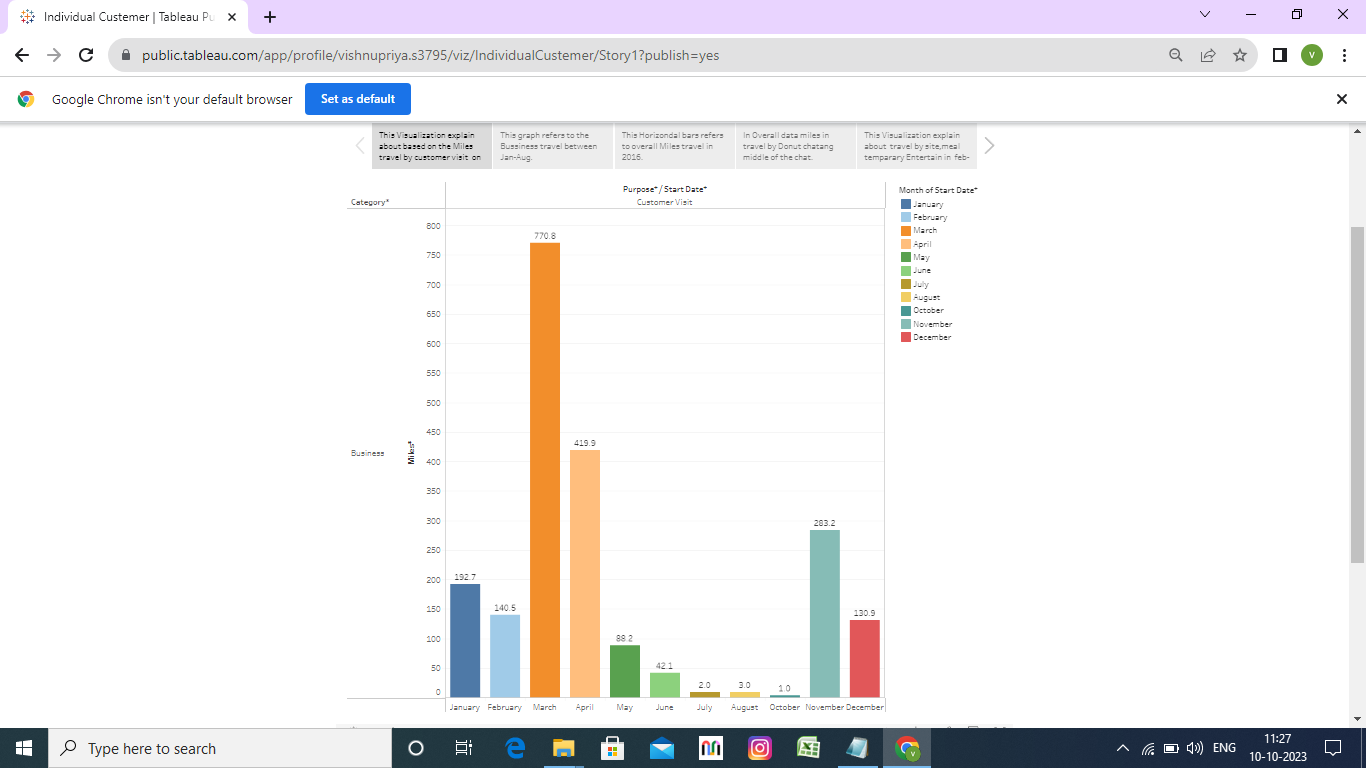 Individual Custemer | Tableau Pu
public.tableau.com/app/profile/vishnupriya.s3795/viz/IndividualCustemer/Story1?publish=yes
V
Google Chrome isn't your default browser
Set as default
This Visualization explain
about based on the Miles
travel by customer visit on
This graph refers to the
Bussiness travel between
Jan-Aug.
This Horizondal bars refers
to overall Miles travel in
2016.
In Overall data miles in
travel by Donut chatang
middle of the chat.
This Visualization explain
about travel by site,meal
temparary Entertain in feb-
Purpose* / Start Date*
Category*
Customer Visit
800
750
700
650
600
550
500
450
400
350
300
250
200
150
100
50
0
Miles*
Business
192.7
140.5
770.8
419.9
88.2
42.1
2.0
3.0
1.0
283.2
130.9
January February March April May June July August October November December
Month of Start Date*
January
February
March
April
May
June
July
August
October
November
December
Type here to search
ENG
11:27
10-10-2023